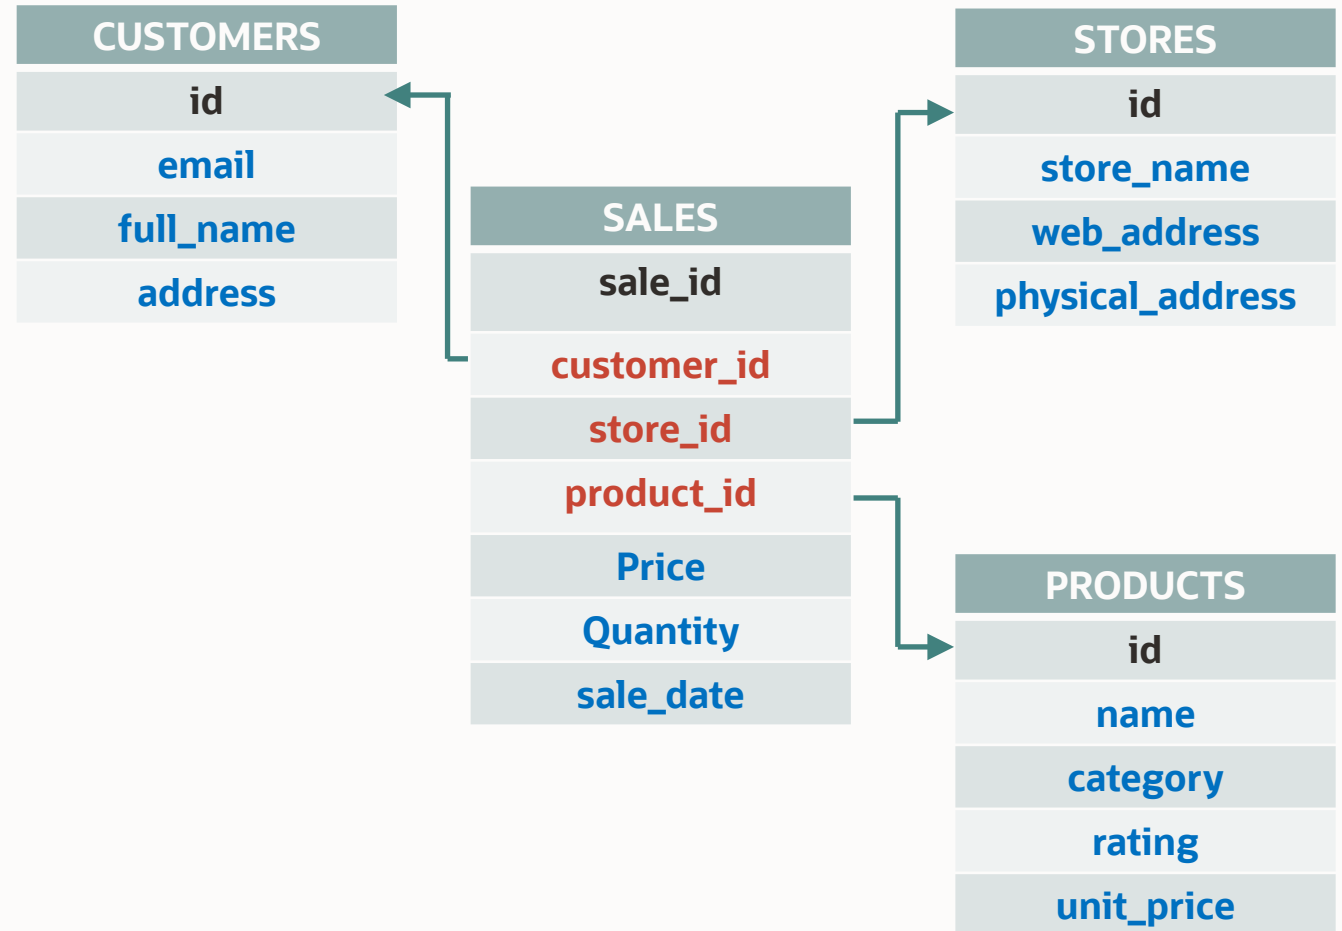 CUSTOMERS
id
email
full_name
address
SALES
sale_id
customer_id
store_id
product_id
Price
Quantity
sale_date
STORES
id
store_name
web_address
physical_address
PRODUCTS
id
name
category
rating
unit_price